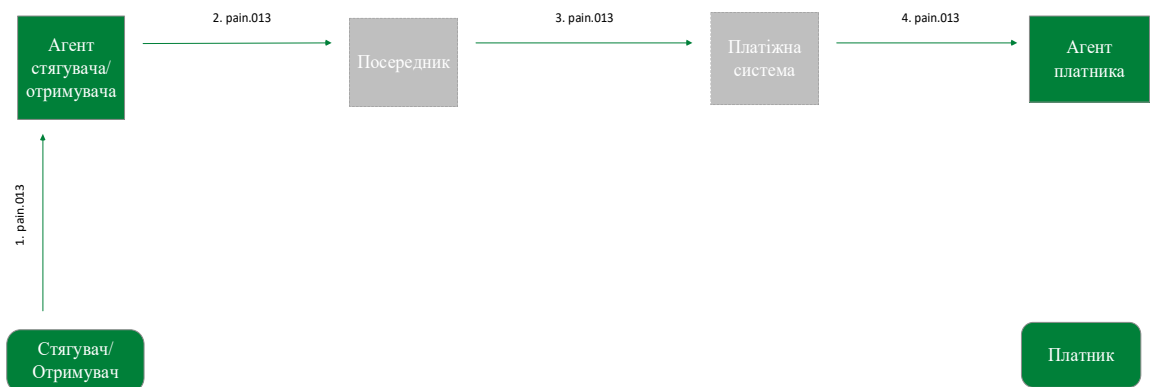 2. pain.013
3. pain.013
4. pain.013
Агент
стягувача/
отримувача
Посередник
Платіжна
система
Агент
платника
1. pain.013
Стягувач/
Отримувач
Платник